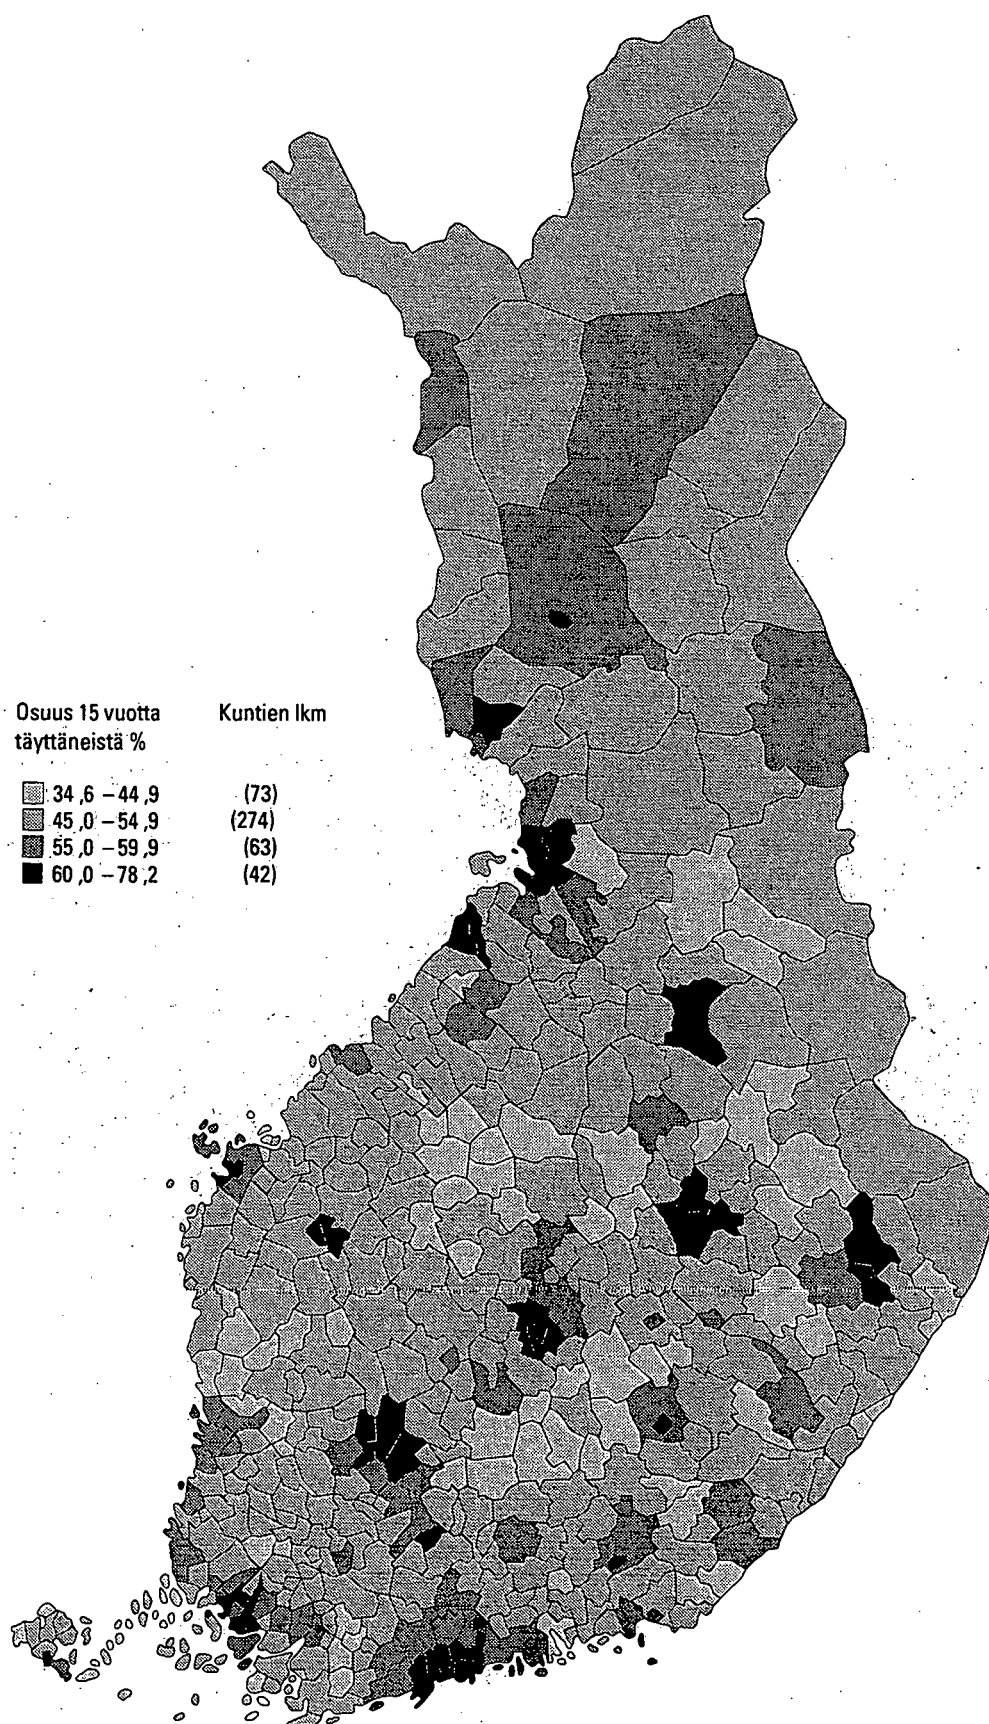 Osuus 15 vuotta Kuntien lkm
täyttäneistä %
34,6 – 44,9 (73)
45,0 – 54,9 (274)
55,0 – 59,9 (63)
60,0 – 78,2 (42)